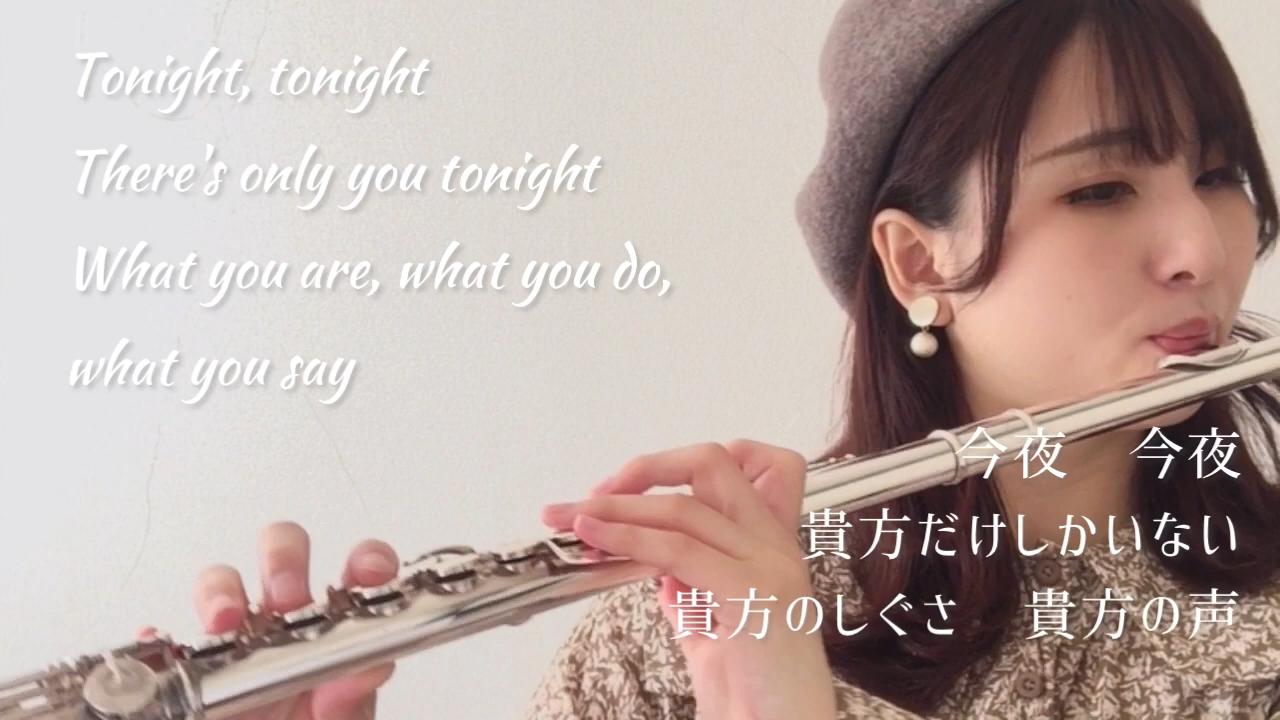 Tonight, tonight
There's only you tonight
What you are, what you do,
what you say
今夜　今夜
貴方だけしかいない
貴方のしぐさ　貴方の声